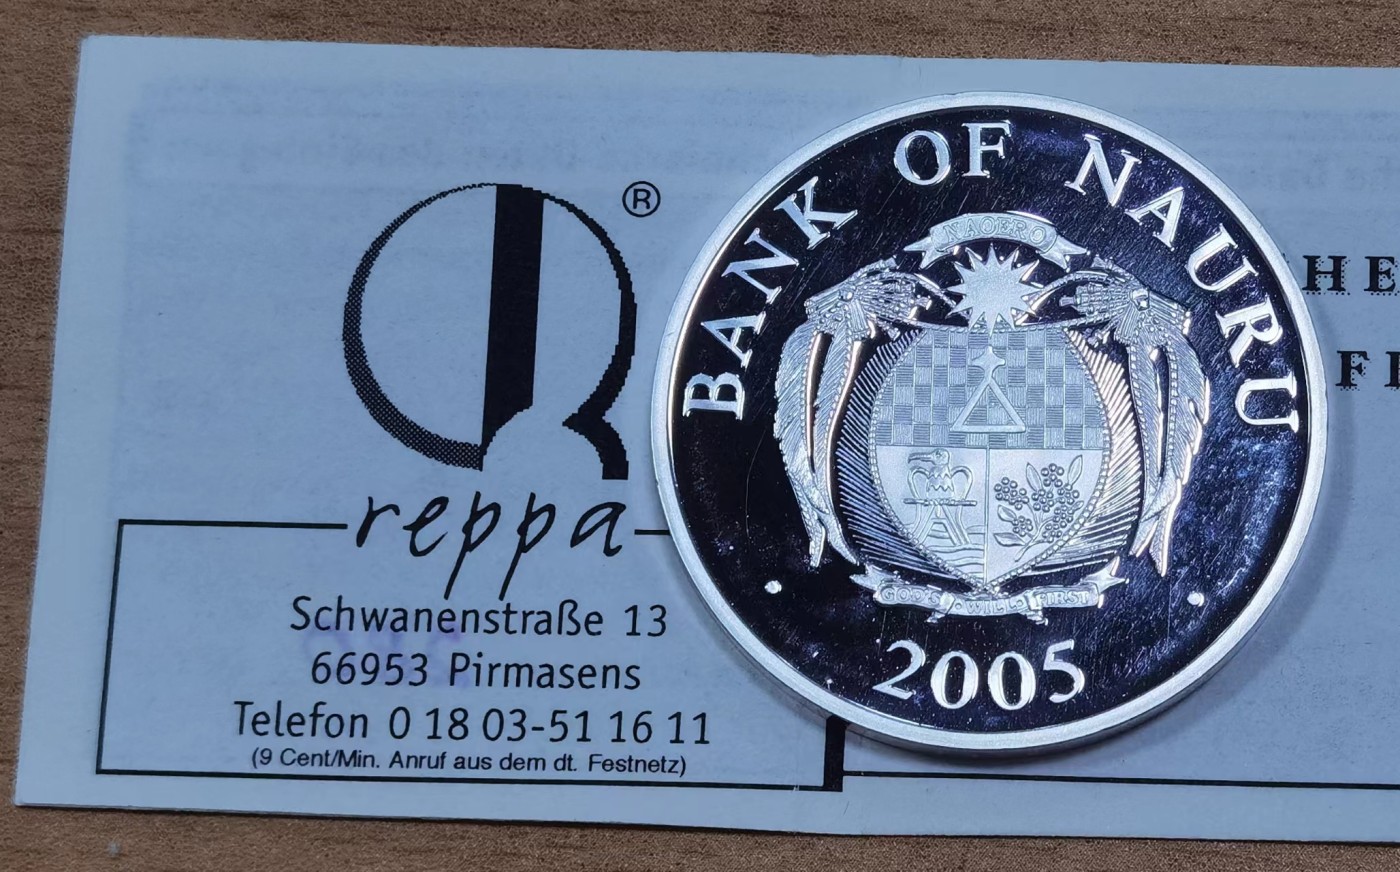 ®
reppa
Schwanenstraße 13
66953 Pirmasens
Telefon 0 18 03-51 16 11
(9 Cent/Min. Anruf aus dem dt. Festnetz)
BANK OF NAURU
NAOERO
GOD'S WILL FIRST
2005
HE